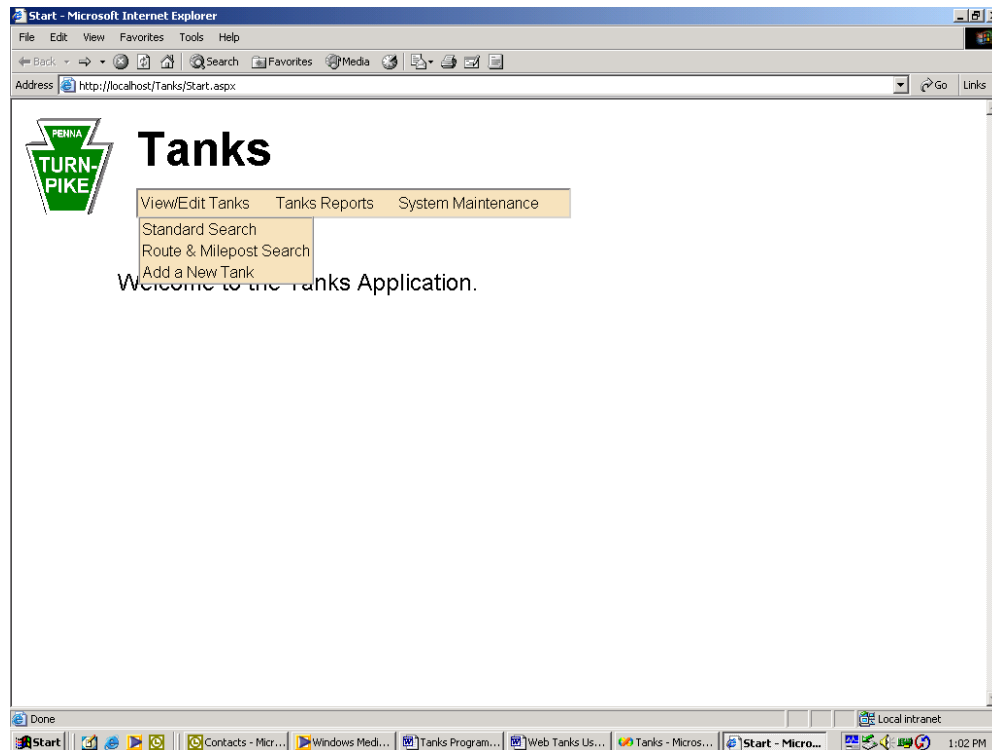 Start - Microsoft Internet Explorer
File Edit View Favorites Tools Help
Back Search Favorites Media
Address http://localhost/Tanks/Start.aspx Go Links
PENNA
TURN-
PIKE
Tanks
View/Edit Tanks Tanks Reports System Maintenance
Standard Search
Route & Milepost Search
Add a New Tank
Welcome to the Tanks Application.
Done Local intranet
Start Contacts - Micr... Windows Medi... Tanks Program... Web Tanks Us... Tanks - Micros... Start - Micro... 1:02 PM